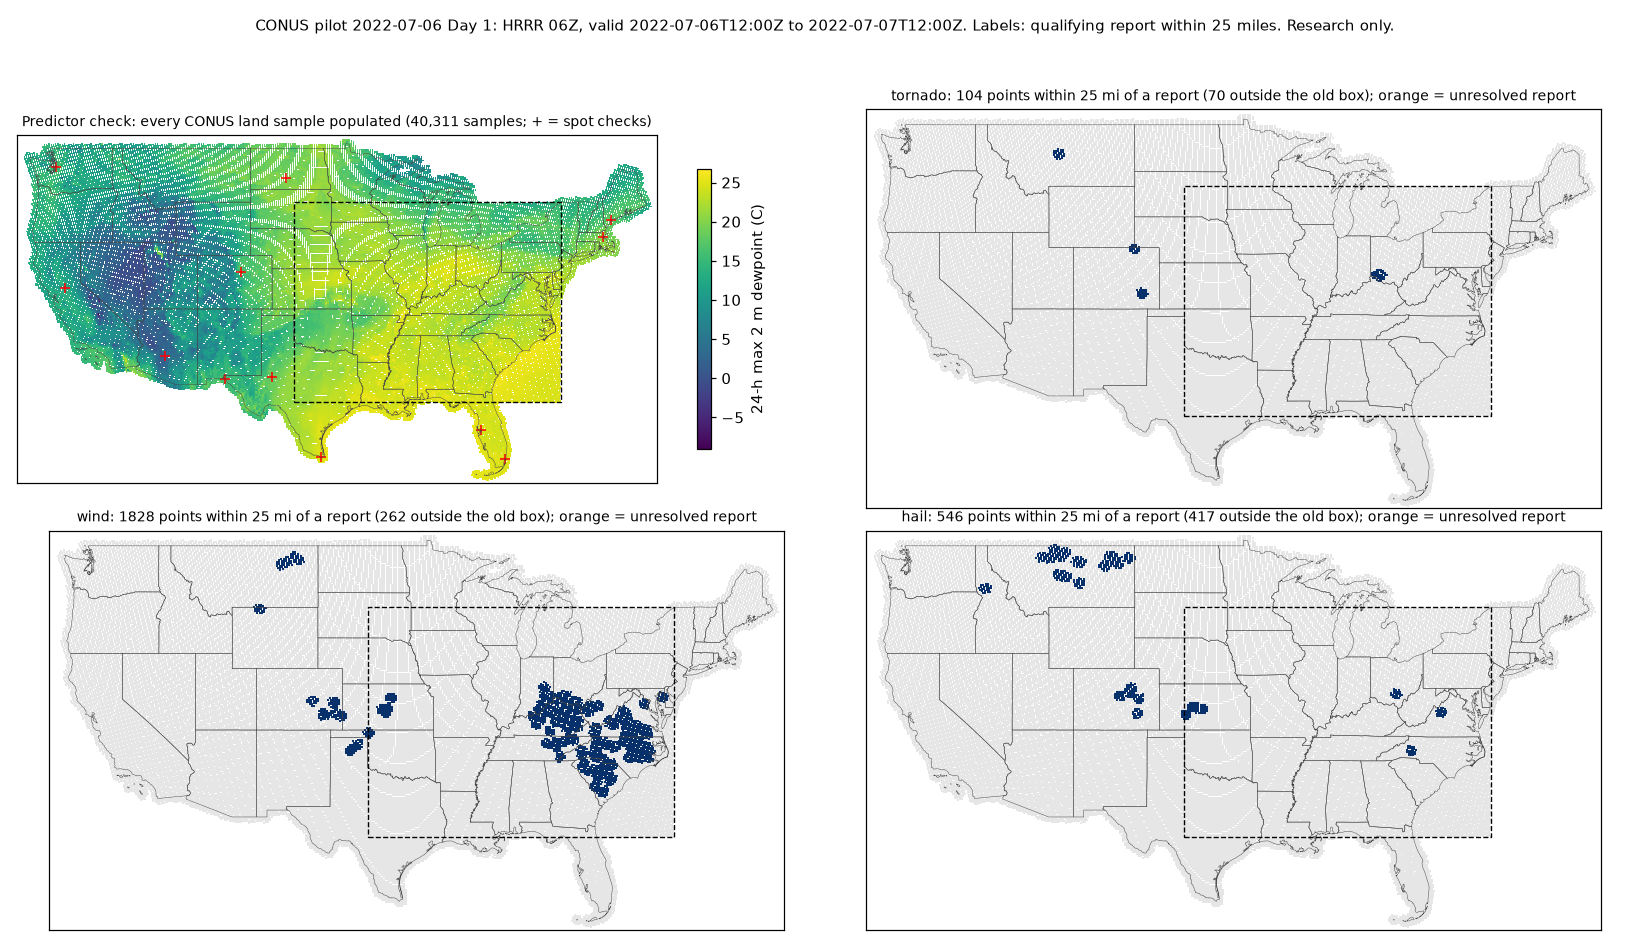 CONUS pilot 2022-07-06 Day 1: HRRR 06Z, valid 2022-07-06T12:00Z to 2022-07-07T12:00Z. Labels: qualifying report within 25 miles. Research only.
Predictor check: every CONUS land sample populated (40,311 samples; + = spot checks)
25
20
15
10
5
0
−5
24-h max 2 m dewpoint (C)
tornado: 104 points within 25 mi of a report (70 outside the old box); orange = unresolved report
wind: 1828 points within 25 mi of a report (262 outside the old box); orange = unresolved report
hail: 546 points within 25 mi of a report (417 outside the old box); orange = unresolved report